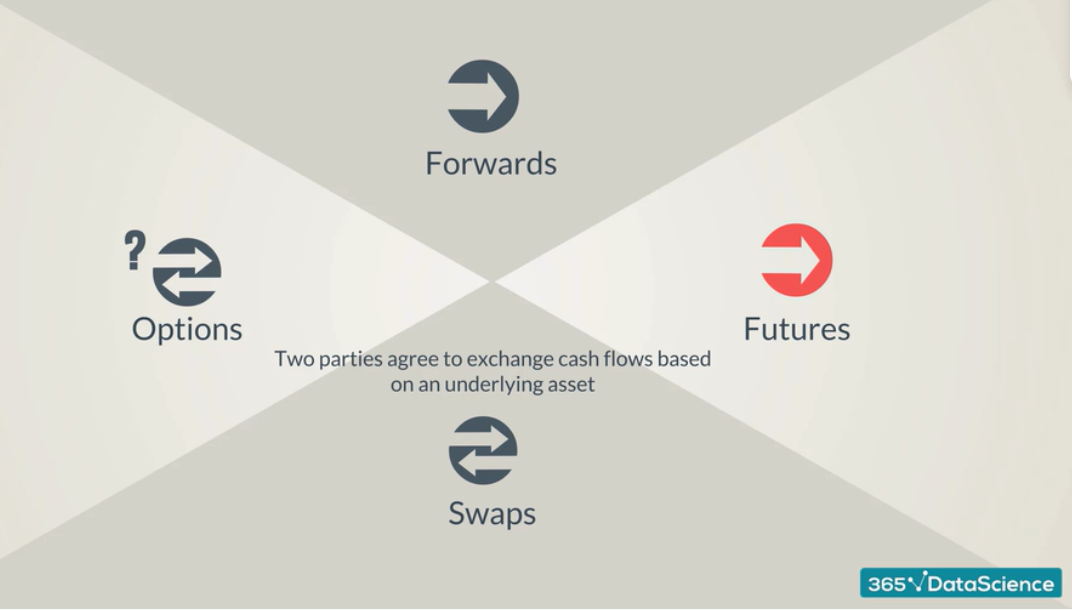 Forwards
?
Options
Futures
Two parties agree to exchange cash flows based
on an underlying asset
Swaps
365 DataScience